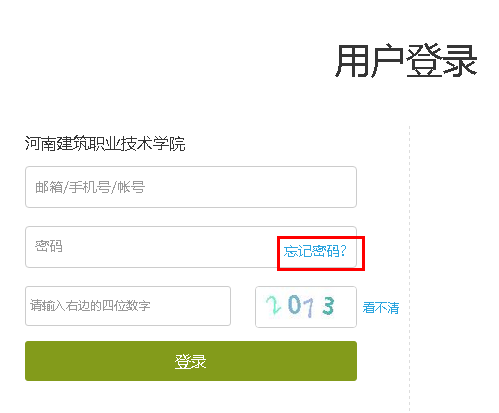 用户登录
河南建筑职业技术学院
邮箱/手机号/帐号
密码 忘记密码?
请输入右边的四位数字 2073 看不清
登录